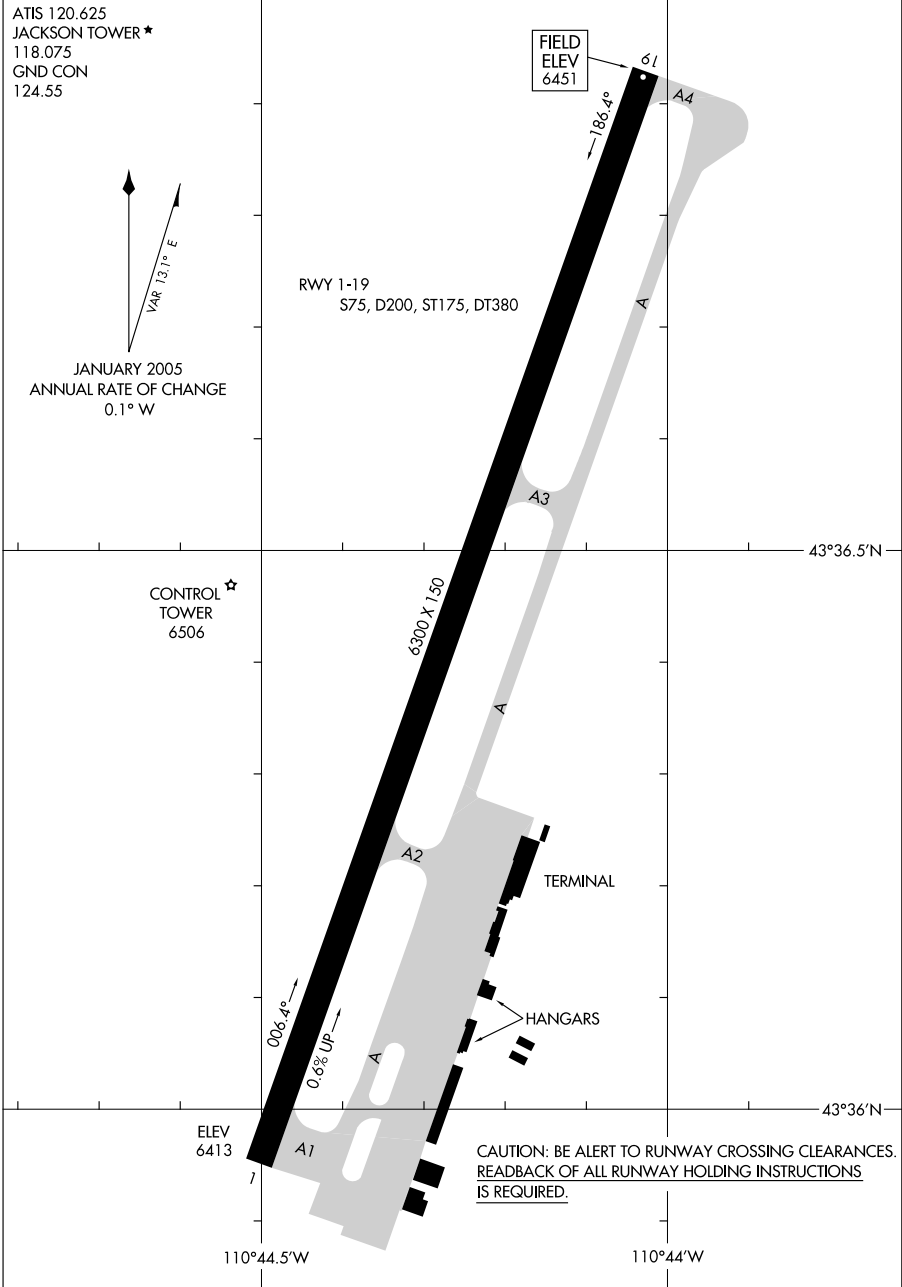 ATIS 120.625
JACKSON TOWER★
118.075
GND CON
124.55
FIELD
ELEV
6451
19
A4
186.4°
VAR 13.1° E
RWY 1-19
S75, D200, ST175, DT380
A
JANUARY 2005
ANNUAL RATE OF CHANGE
0.1° W
A3
43°36.5'N
CONTROL
TOWER
6506
6300 X 150
A
A2
TERMINAL
006.4°
0.6% UP
HANGARS
A
43°36'N
ELEV
6413
A1
1
CAUTION: BE ALERT TO RUNWAY CROSSING CLEARANCES.
READBACK OF ALL RUNWAY HOLDING INSTRUCTIONS
IS REQUIRED.
110°44.5'W
110°44'W